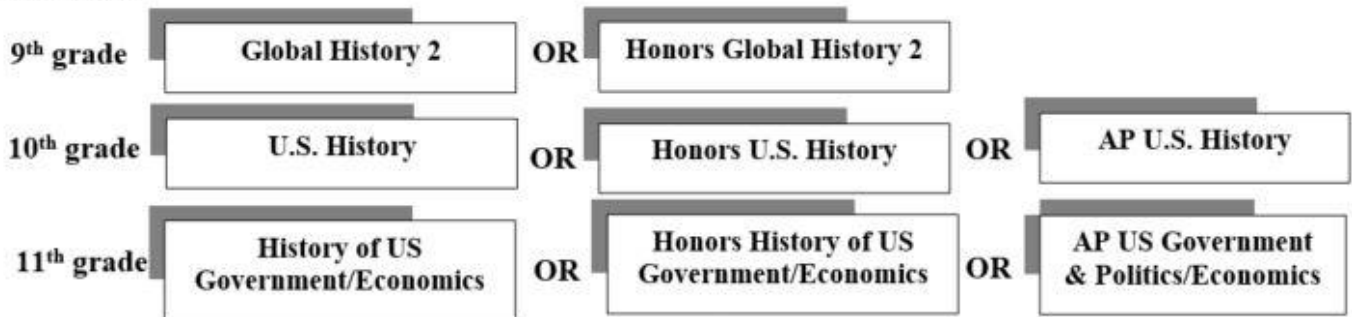 9th grade Global History 2 OR Honors Global History 2
10th grade U.S. History OR Honors U.S. History OR AP U.S. History
11th grade History of US Government/Economics OR Honors History of US Government/Economics OR AP US Government & Politics/Economics